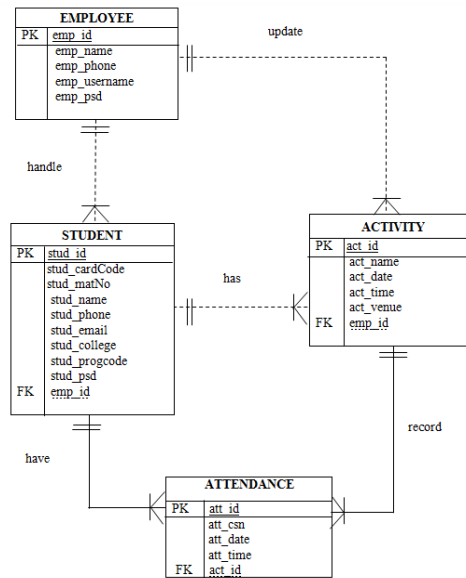 EMPLOYEE
PK emp_id
emp_name
emp_phone
emp_username
emp_psd
update
handle
STUDENT
PK stud_id
stud_cardCode
stud_matNo
stud_name
stud_phone
stud_email
stud_college
stud_progcode
stud_psd
FK emp_id
has
ACTIVITY
PK act_id
act_name
act_date
act_time
act_venue
FK emp_id
have
record
ATTENDANCE
PK att_id
att_csn
att_date
att_time
FK act_id